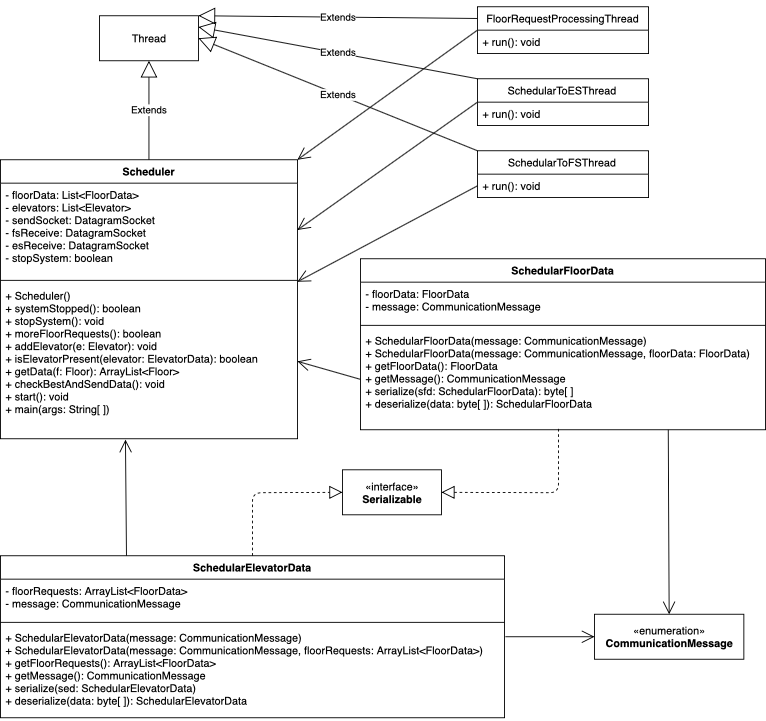 Thread
Extends
Extends
Extends
Extends
FloorRequestProcessingThread
+ run(): void
SchedularToESThread
+ run(): void
SchedularToFSThread
+ run(): void
Scheduler
- floorData: List<FloorData>
- elevators: List<Elevator>
- sendSocket: DatagramSocket
- fsReceive: DatagramSocket
- esReceive: DatagramSocket
- stopSystem: boolean
+ Scheduler()
+ systemStopped(): boolean
+ stopSystem(): void
+ moreFloorRequests(): boolean
+ addElevator(e: Elevator): void
+ isElevatorPresent(elevator: ElevatorData): boolean
+ getData(f: Floor): ArrayList<Floor>
+ checkBestAndSendData(): void
+ start(): void
+ main(args: String[ ])
SchedularFloorData
- floorData: FloorData
- message: CommunicationMessage
+ SchedularFloorData(message: CommunicationMessage)
+ SchedularFloorData(message: CommunicationMessage, floorData: FloorData)
+ getFloorData(): FloorData
+ getMessage(): CommunicationMessage
+ serialize(sfd: SchedularFloorData): byte[ ]
+ deserialize(data: byte[ ]): SchedularFloorData
«interface»
Serializable
SchedularElevatorData
- floorRequests: ArrayList<FloorData>
- message: CommunicationMessage
+ SchedularElevatorData(message: CommunicationMessage)
+ SchedularElevatorData(message: CommunicationMessage, floorRequests: ArrayList<FloorData>)
+ getFloorRequests(): ArrayList<FloorData>
+ getMessage(): CommunicationMessage
+ serialize(sed: SchedularElevatorData)
+ deserialize(data: byte[ ]): SchedularElevatorData
«enumeration»
CommunicationMessage